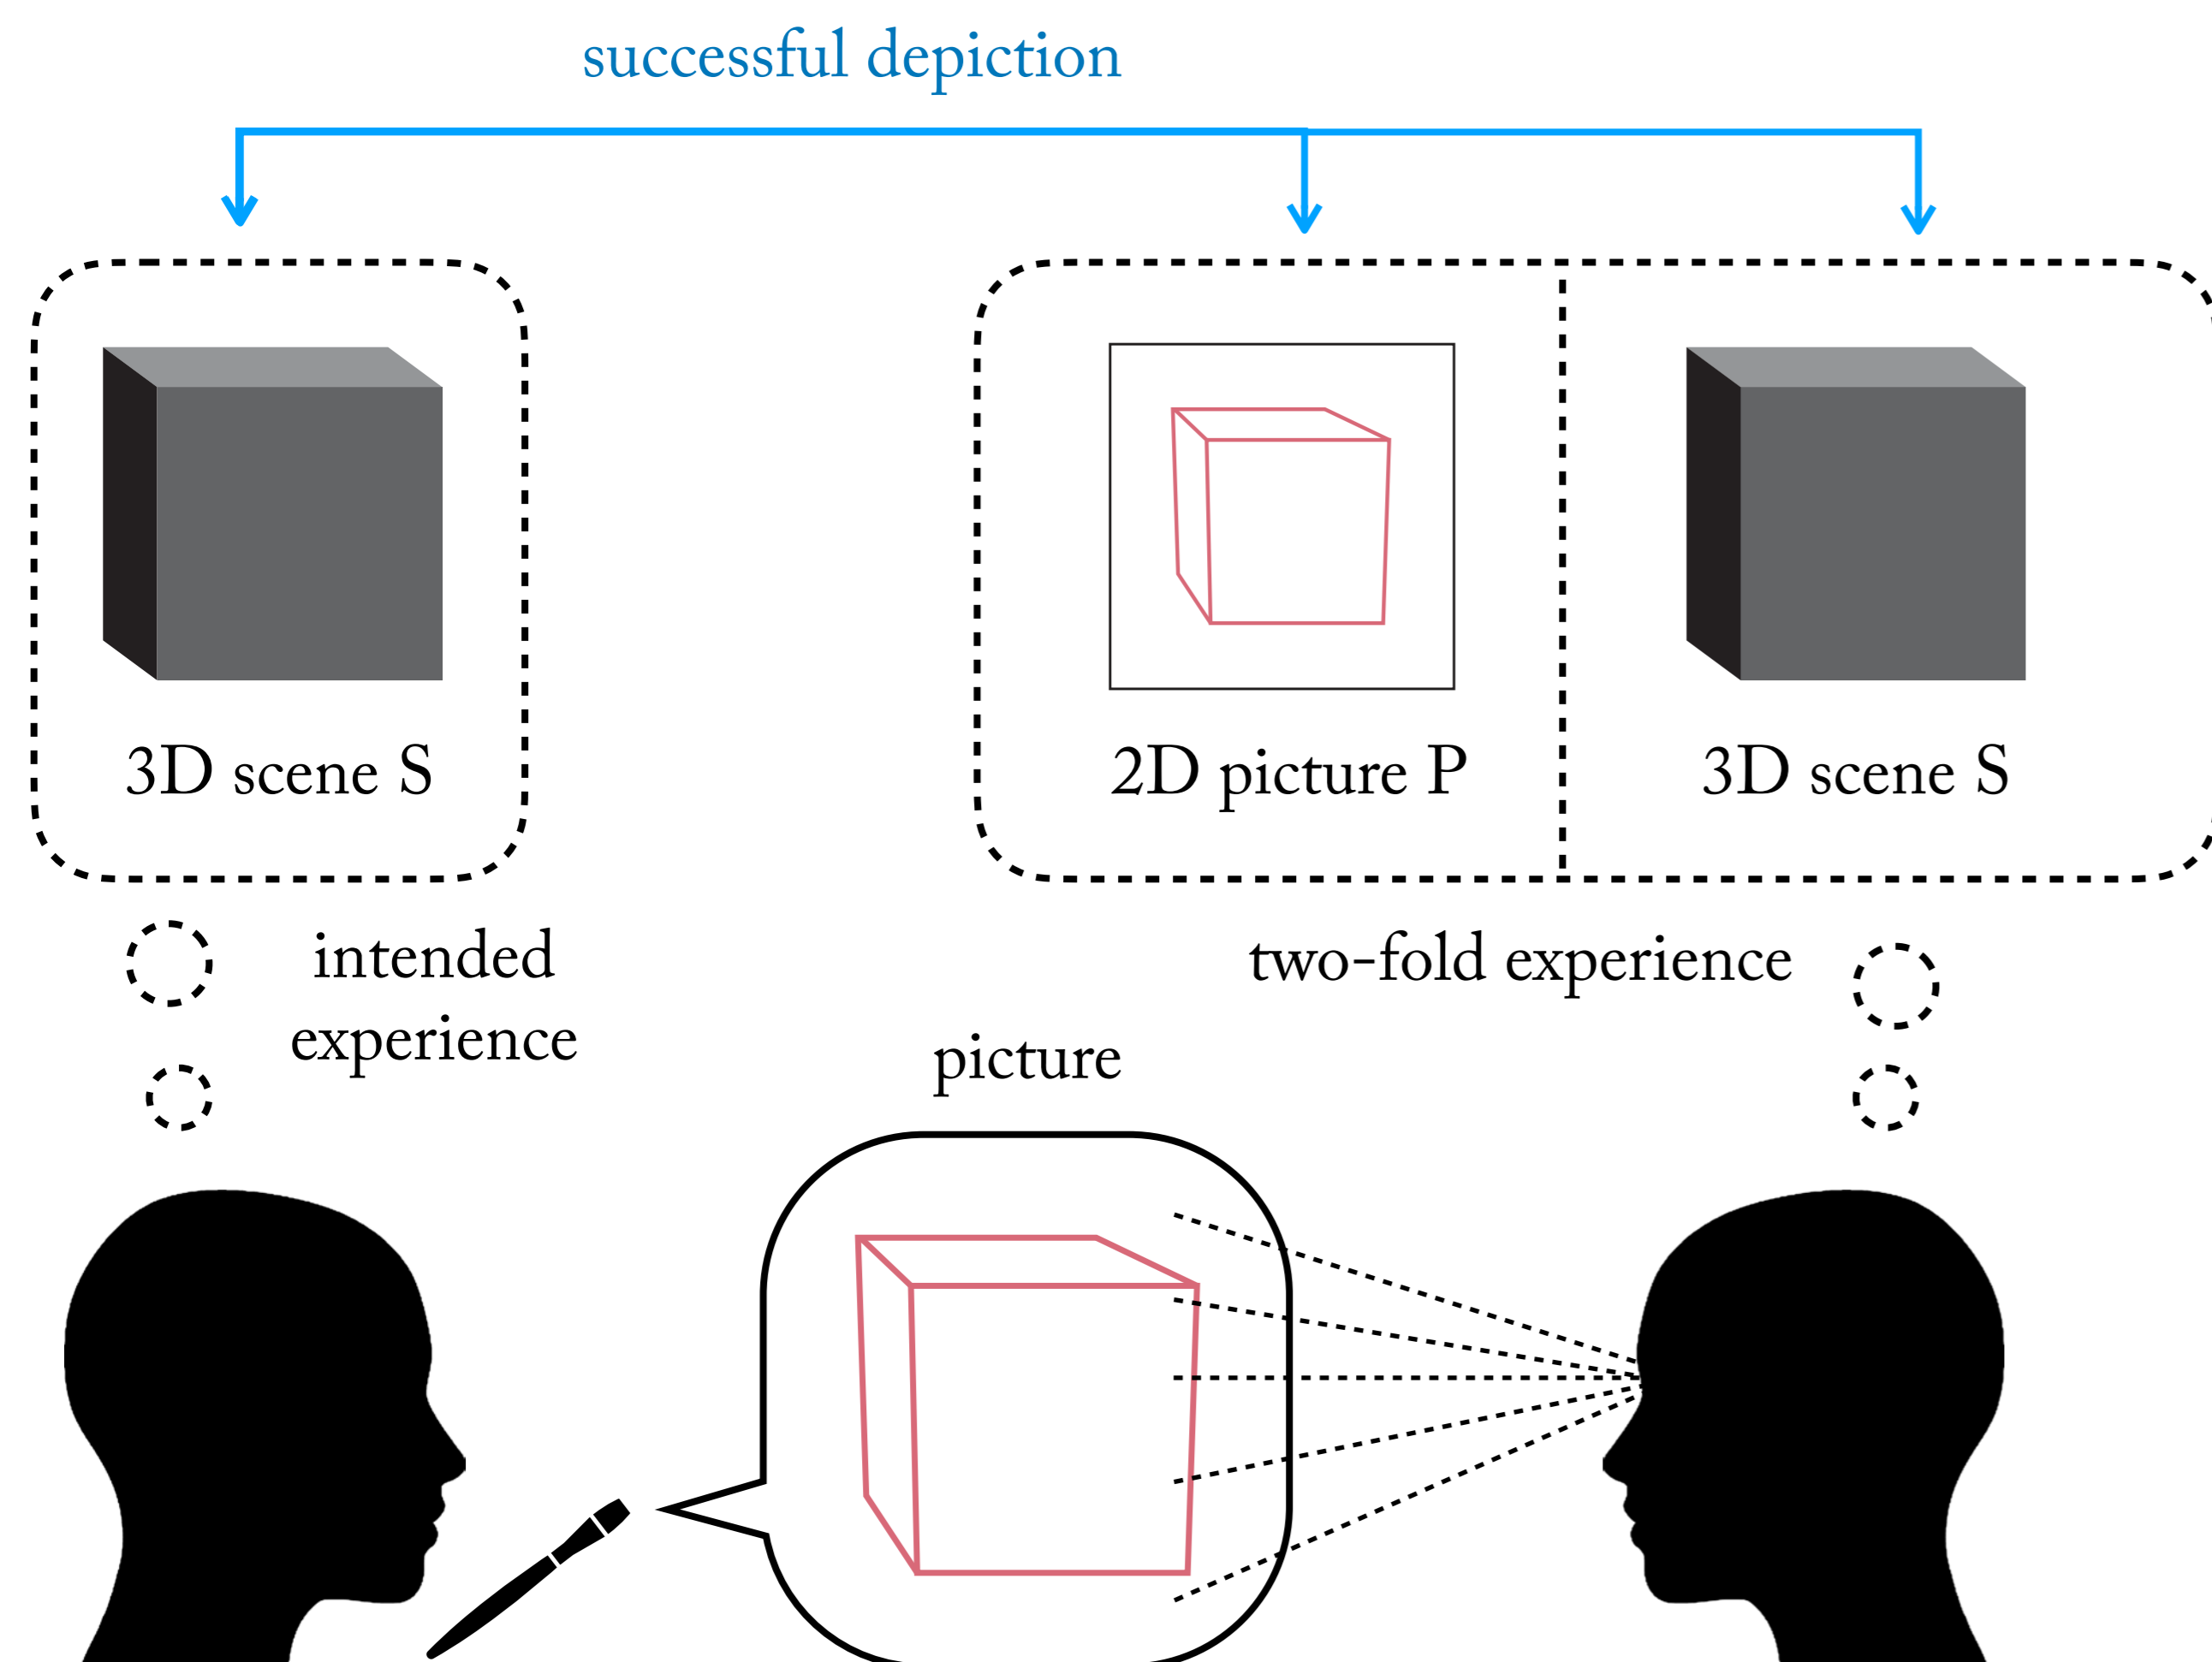 successful depiction
3D scene S
2D picture P
3D scene S
intended
experience
two-fold experience
picture